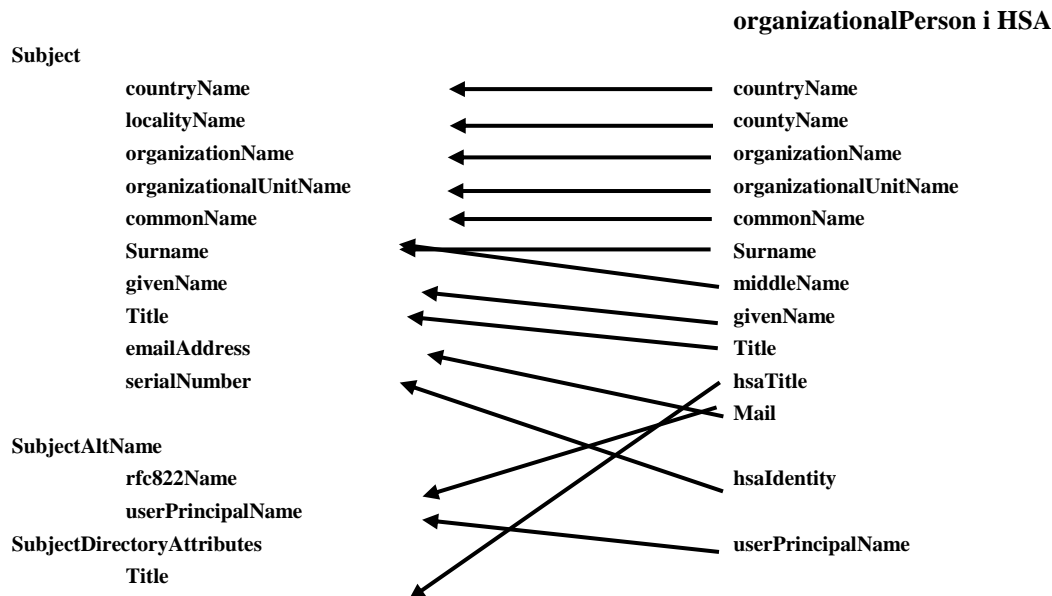 organizationalPerson i HSA
Subject
countryName countryName
localityName countyName
organizationName organizationName
organizationalUnitName organizationalUnitName
commonName commonName
Surname Surname
givenName middleName
Title givenName
emailAddress Title
serialNumber hsaTitle
Mail
SubjectAltName
rfc822Name hsaIdentity
userPrincipalName
SubjectDirectoryAttributes userPrincipalName
Title